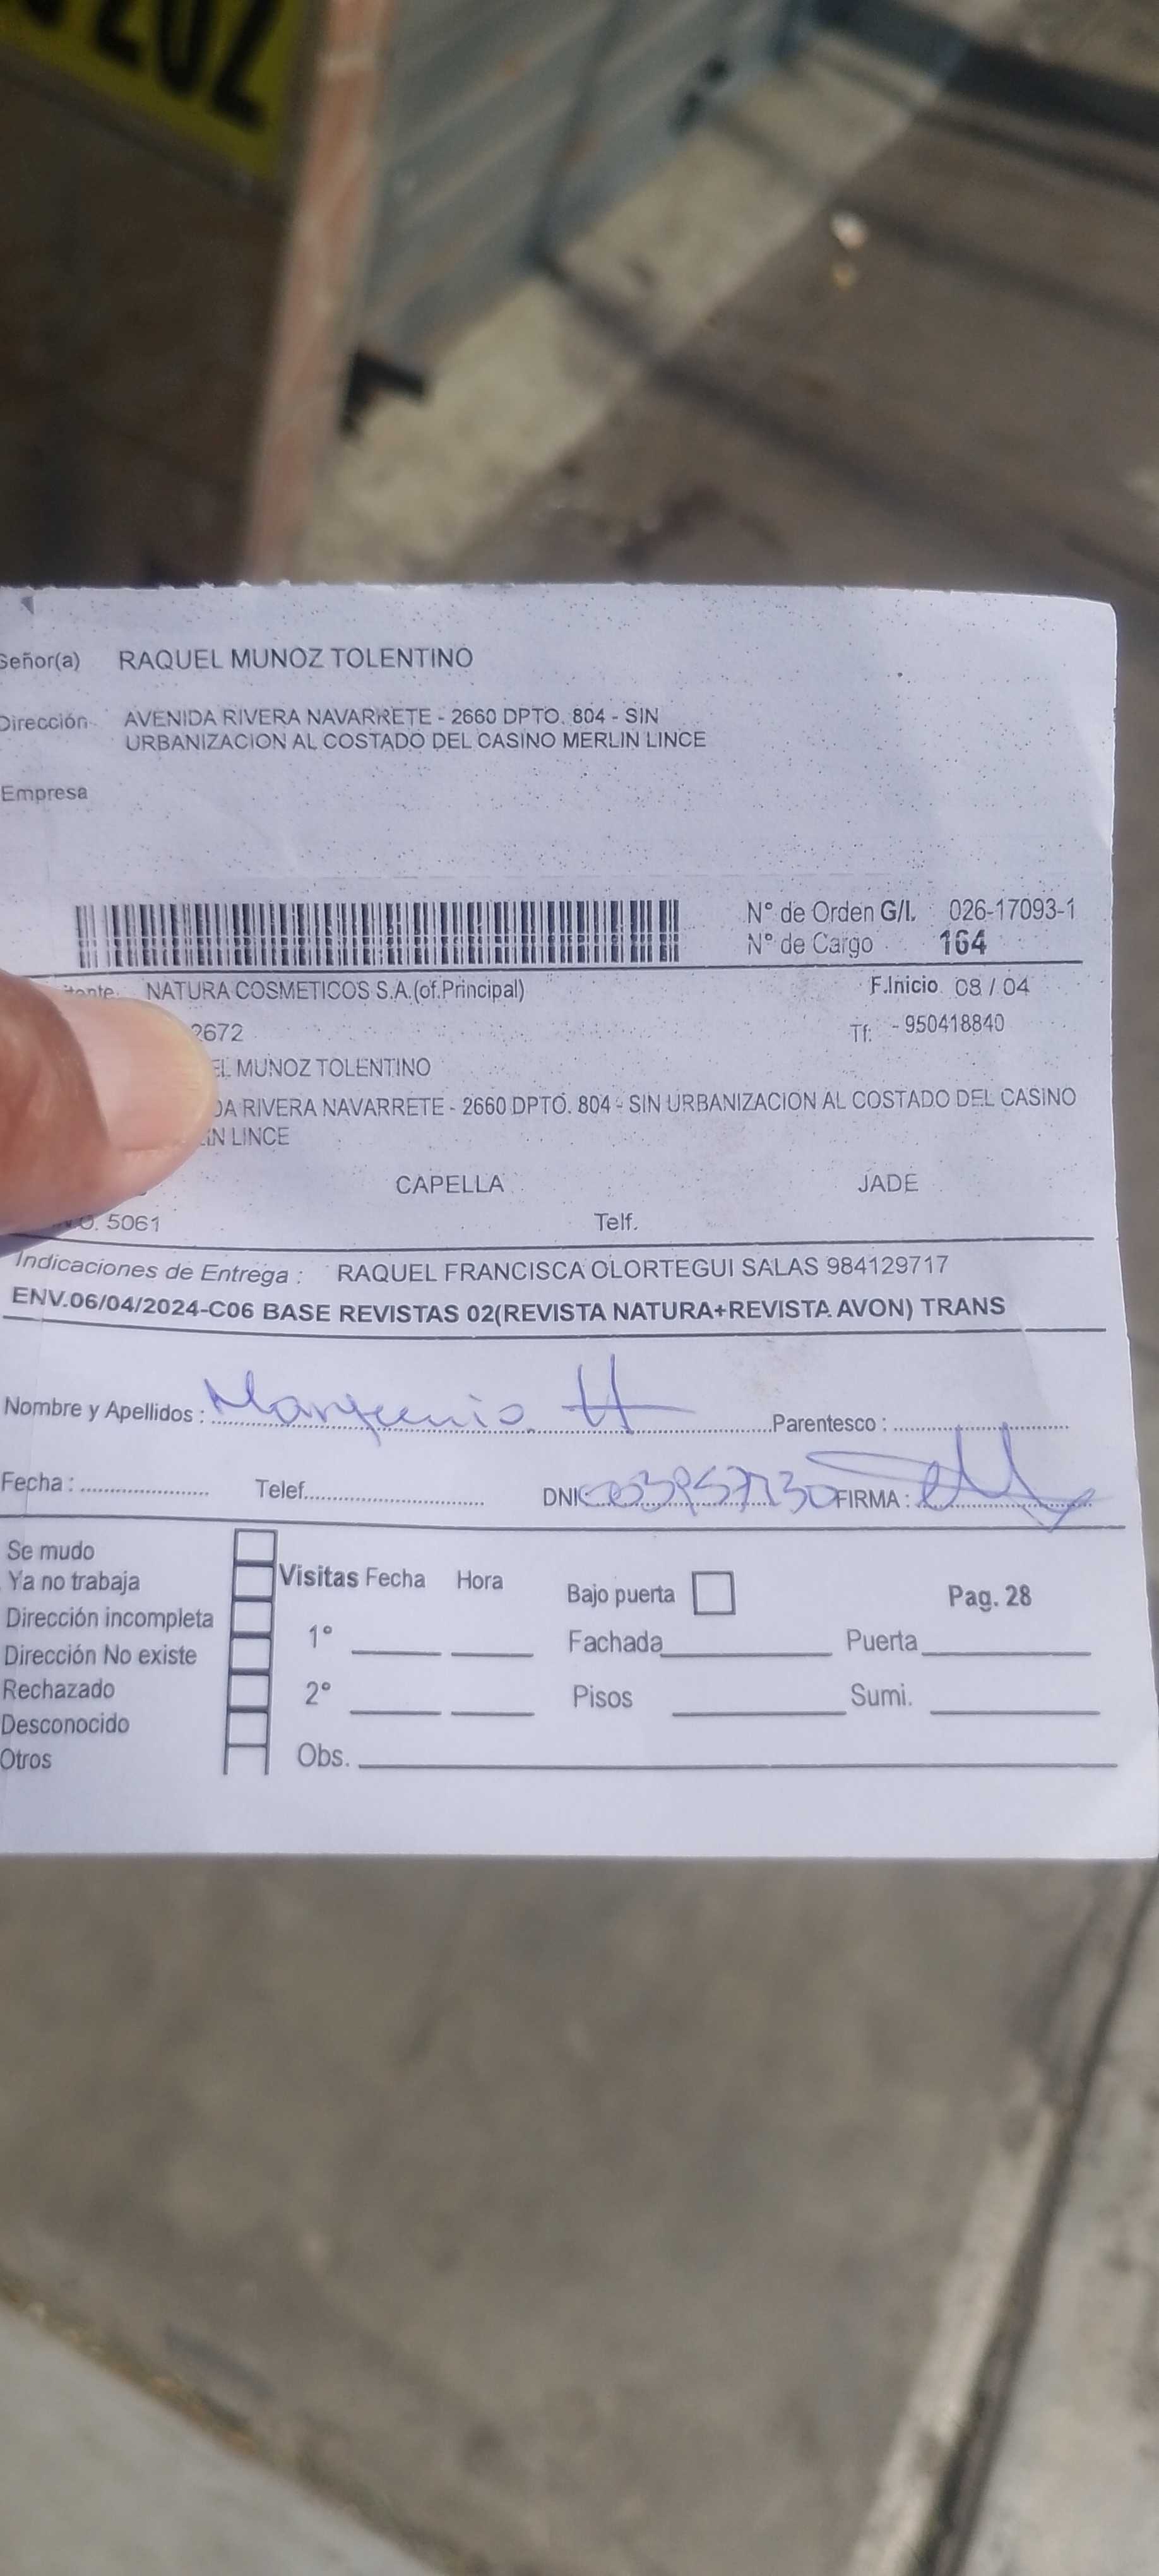 202
Señor(a) RAQUEL MUNOZ TOLENTINO
Dirección AVENIDA RIVERA NAVARRETE - 2660 DPTO. 804 - SIN
URBANIZACION AL COSTADO DEL CASINO MERLIN LINCE
Empresa
N° de Orden G/I. 026-17093-1
N° de Cargo 164
NATURA COSMETICOS S.A.(of.Principal) F.Inicio 08 / 04
2672 Tf: - 950418840
EL MUNOZ TOLENTINO
DA RIVERA NAVARRETE - 2660 DPTO. 804 - SIN URBANIZACION AL COSTADO DEL CASINO
LIN LINCE
CAPELLA JADE
5061 Telf.
Indicaciones de Entrega : RAQUEL FRANCISCA OLORTEGUI SALAS 984129717
ENV.06/04/2024-C06 BASE REVISTAS 02(REVISTA NATURA+REVISTA AVON) TRANS
Nombre y Apellidos : H Parentesco :
Fecha : Telef. DNI FIRMA :
Se mudo
Ya no trabaja Visitas Fecha Hora Bajo puerta Pag. 28
Dirección incompleta 1° Fachada Puerta
Dirección No existe
Rechazado 2° Pisos Sumi.
Desconocido
Otros Obs.